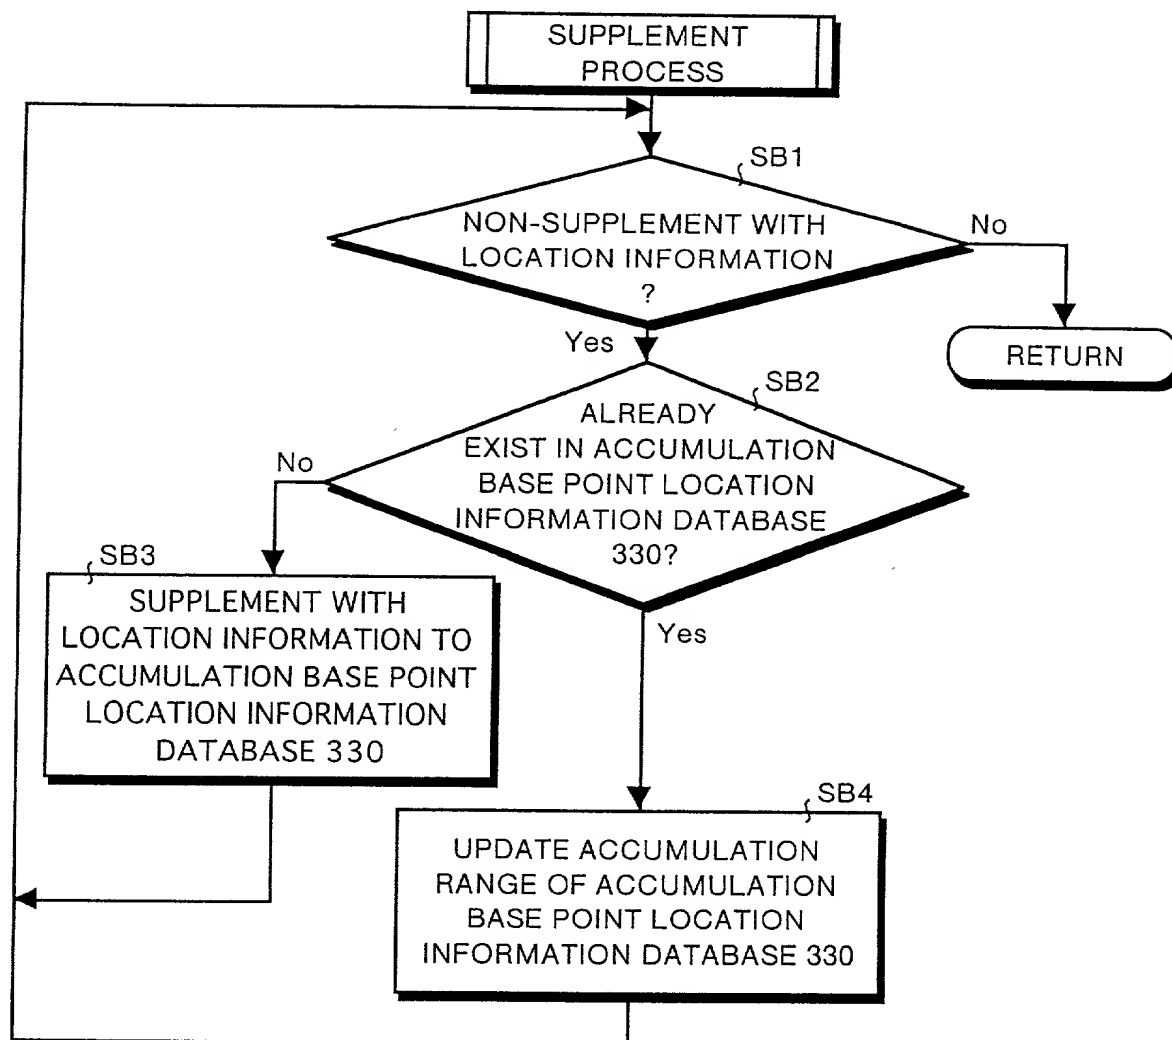 SUPPLEMENT
PROCESS
SB1
NON-SUPPLEMENT WITH
LOCATION INFORMATION
?
No
Yes
RETURN
SB2
ALREADY
EXIST IN ACCUMULATION
BASE POINT LOCATION
INFORMATION DATABASE
330?
No
Yes
SB3
SUPPLEMENT WITH
LOCATION INFORMATION TO
ACCUMULATION BASE POINT
LOCATION INFORMATION
DATABASE 330
SB4
UPDATE ACCUMULATION
RANGE OF ACCUMULATION
BASE POINT LOCATION
INFORMATION DATABASE 330